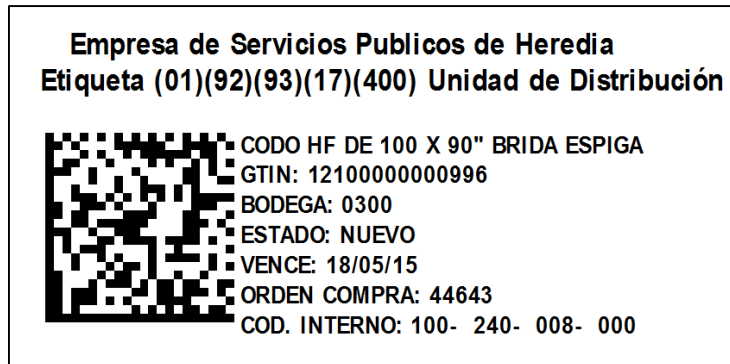 Empresa de Servicios Publicos de Heredia
Etiqueta (01)(92)(93)(17)(400) Unidad de Distribución
CODO HF DE 100 X 90" BRIDA ESPIGA
GTIN: 12100000000996
BODEGA: 0300
ESTADO: NUEVO
VENCE: 18/05/15
ORDEN COMPRA: 44643
COD. INTERNO: 100- 240- 008- 000